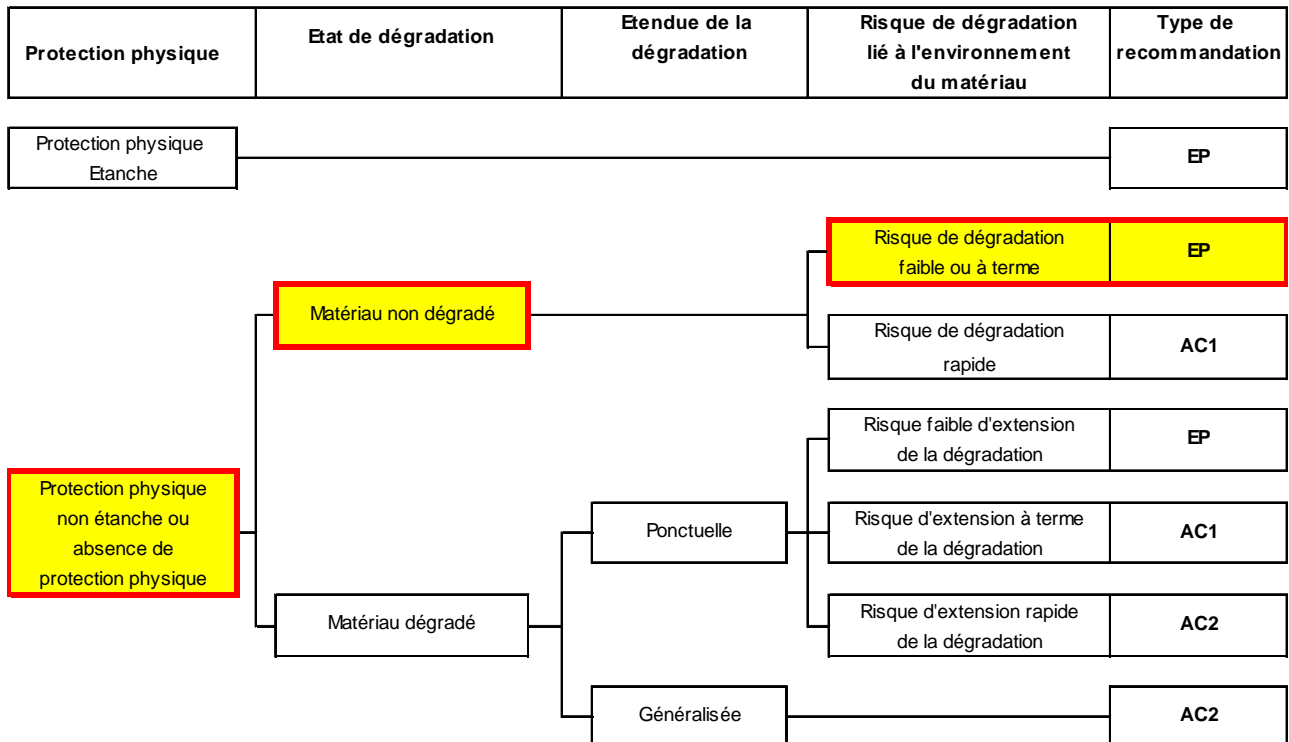 Protection physique
Etat de dégradation
Etendue de la
dégradation
Risque de dégradation
lié à l'environnement
du matériau
Type de
recommandation
Protection physique
Etanche
EP
Risque de dégradation
faible ou à terme
EP
Matériau non dégradé
Risque de dégradation
rapide
AC1
Risque faible d'extension
de la dégradation
EP
Protection physique
non étanche ou
absence de
protection physique
Ponctuelle
Risque d'extension à terme
de la dégradation
AC1
Matériau dégradé
Risque d'extension rapide
de la dégradation
AC2
Généralisée
AC2